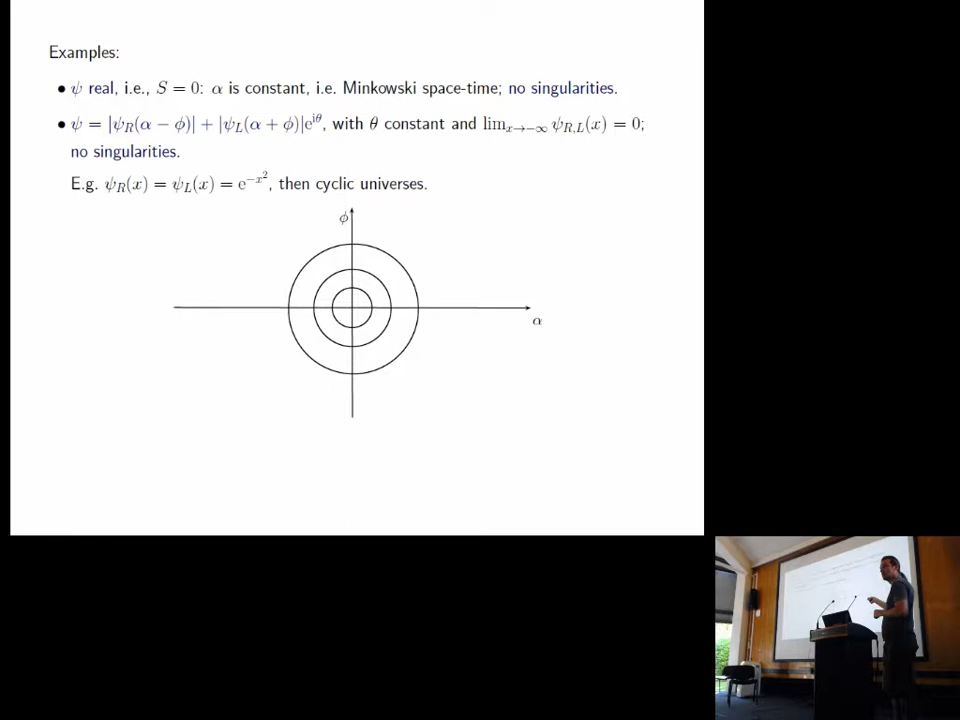 Examples:
• ψ real, i.e., S = 0: α is constant, i.e. Minkowski space-time; no singularities.
• ψ = |ψ_R(α − ϕ)| + |ψ_L(α + ϕ)|e^{iθ}, with θ constant and lim_{x→−∞} ψ_{R,L}(x) = 0;
no singularities.
E.g. ψ_R(x) = ψ_L(x) = e^{−x²}, then cyclic universes.
ϕ
α